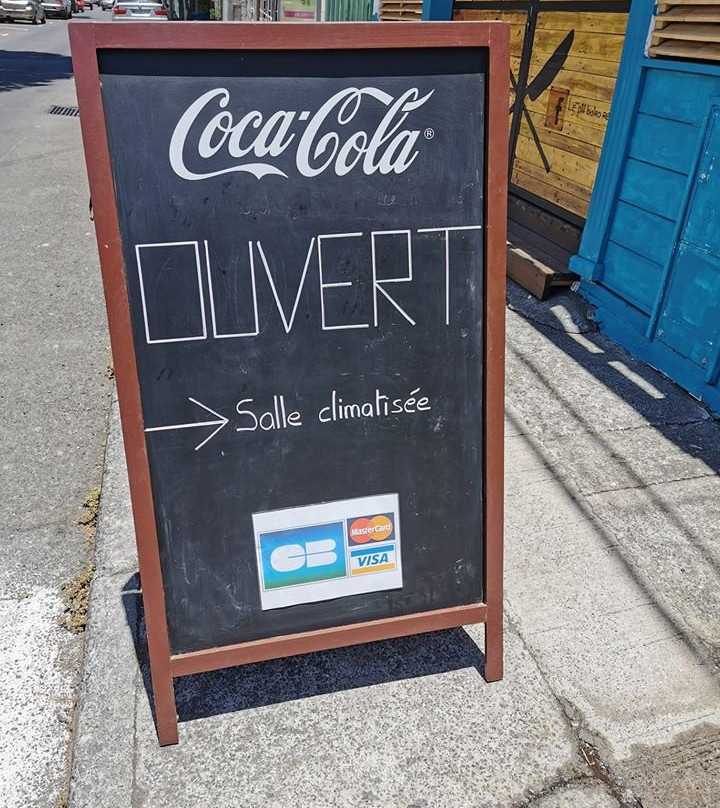 Coca-Cola®
OUVERT
Salle climatisée
CB
MasterCard
VISA
f